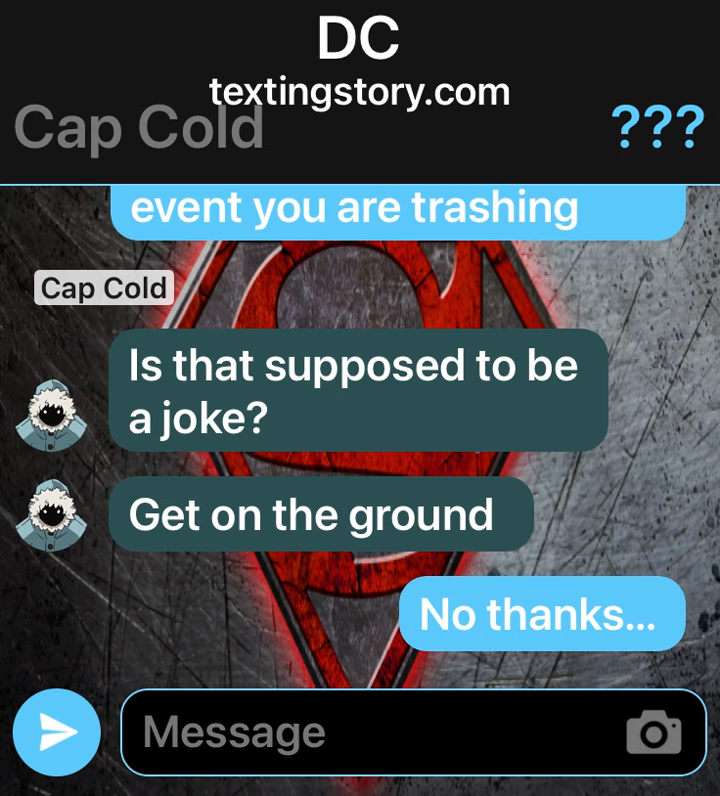 DC
textingstory.com
Cap Cold
???
event you are trashing
Cap Cold
Is that supposed to be
a joke?
Get on the ground
No thanks...
Message